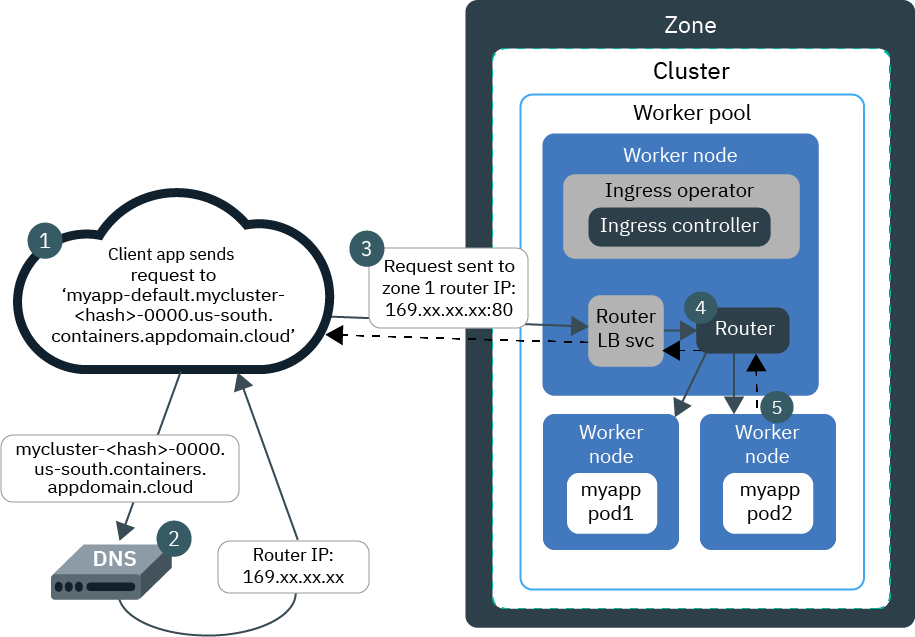 Zone
Cluster
Worker pool
Worker node
Ingress operator
Ingress controller
1
Client app sends
request to
‘myapp-default.mycluster-
<hash>-0000.us-south.
containers.appdomain.cloud’
3
Request sent to
zone 1 router IP:
169.xx.xx.xx:80
Router
LB svc
4
Router
5
Worker
node
myapp
pod1
Worker
node
myapp
pod2
mycluster-<hash>-0000.
us-south.containers.
appdomain.cloud
2
DNS
Router IP:
169.xx.xx.xx